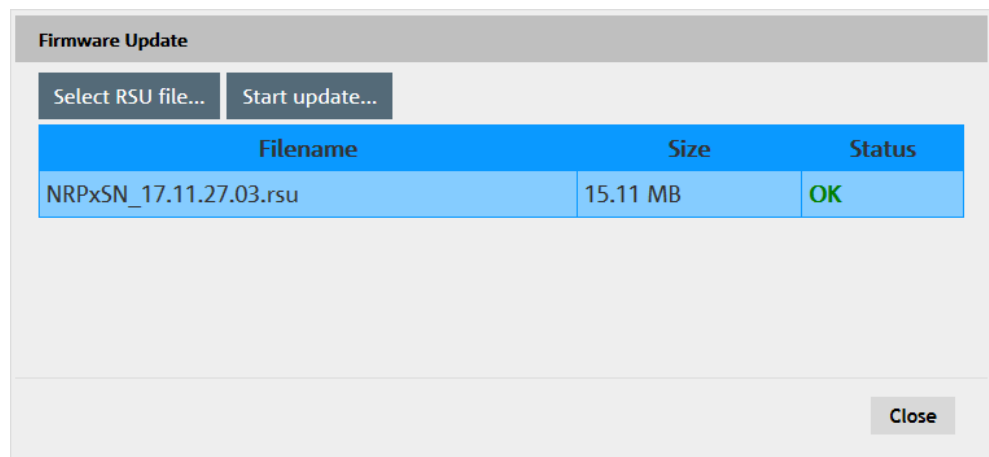 Firmware Update
Select RSU file... Start update...
Filename Size Status
NRPxSN_17.11.27.03.rsu 15.11 MB OK
Close